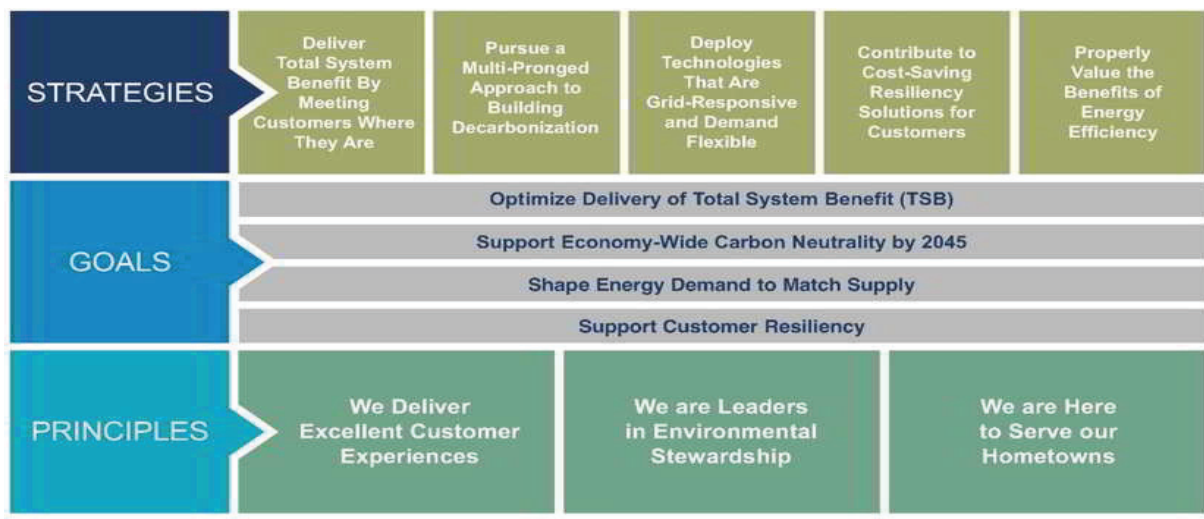 STRATEGIES
Deliver
Total System
Benefit By
Meeting
Customers Where
They Are
Pursue a
Multi-Pronged
Approach to
Building
Decarbonization
Deploy
Technologies
That Are
Grid-Responsive
and Demand
Flexible
Contribute to
Cost-Saving
Resiliency
Solutions for
Customers
Properly
Value the
Benefits of
Energy
Efficiency
GOALS
Optimize Delivery of Total System Benefit (TSB)
Support Economy-Wide Carbon Neutrality by 2045
Shape Energy Demand to Match Supply
Support Customer Resiliency
PRINCIPLES
We Deliver
Excellent Customer
Experiences
We are Leaders
in Environmental
Stewardship
We are Here
to Serve our
Hometowns